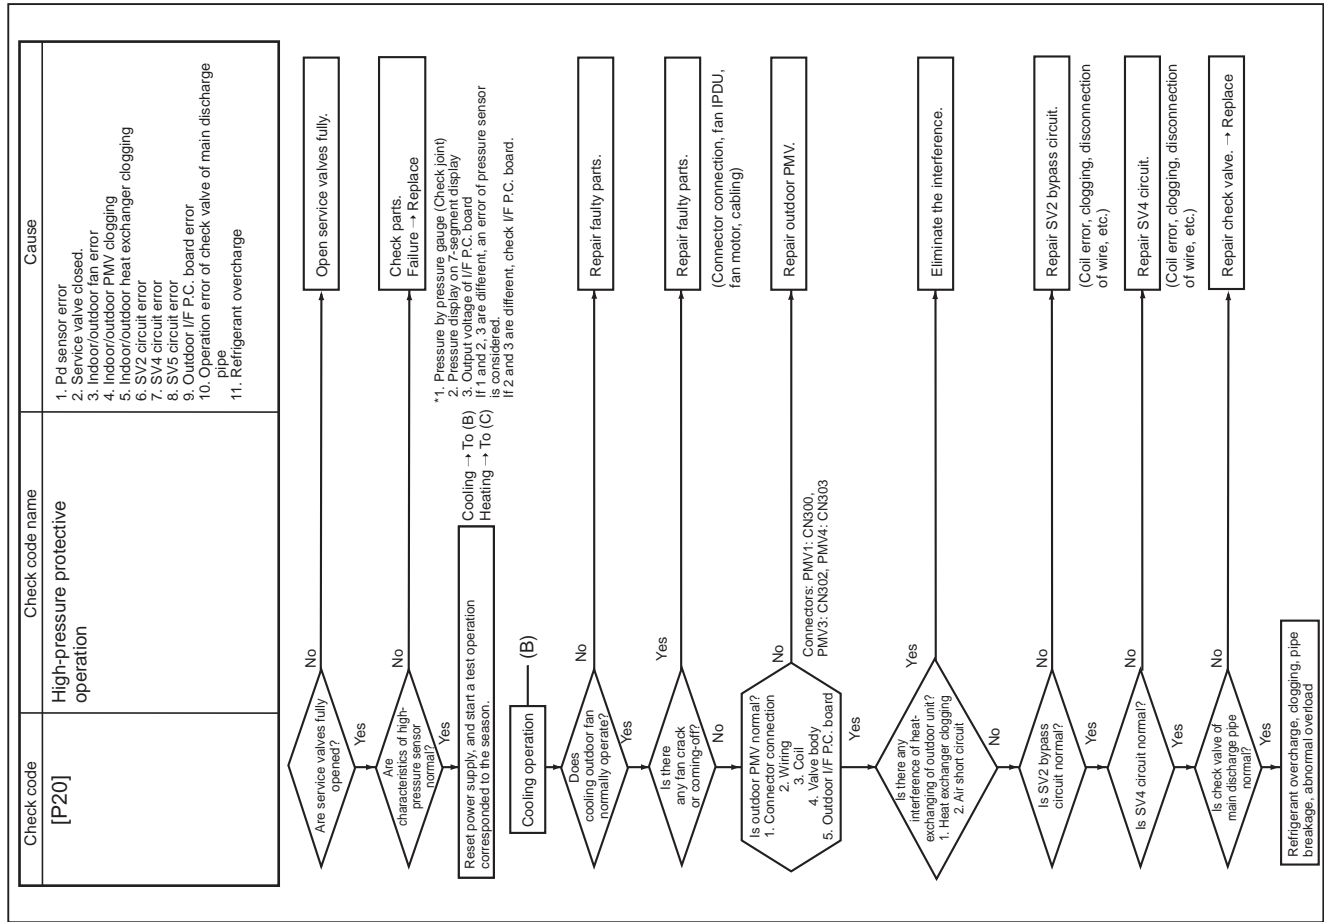 Check code
Check code name
Cause
[P20]
High-pressure protective
operation
1. Pd sensor error
2. Service valve closed.
3. Indoor/outdoor fan error
4. Indoor/outdoor PMV clogging
5. Indoor/outdoor heat exchanger clogging
6. SV2 circuit error
7. SV4 circuit error
8. SV5 circuit error
9. Outdoor I/F P.C. board error
10. Operation error of check valve of main discharge
pipe
11. Refrigerant overcharge
Are service valves fully
opened?
No
Open service valves fully.
Yes
Are
characteristics of high-
pressure sensor
normal?
No
Check parts.
Failure → Replace
*1. Pressure by pressure gauge (Check joint)
2. Pressure display on 7-segment display
3. Output voltage of I/F P.C. board
If 1 and 2, 3 are different, an error of pressure sensor
is considered.
If 2 and 3 are different, check I/F P.C. board.
Yes
Reset power supply, and start a test operation
corresponded to the season.
Cooling → To (B)
Heating → To (C)
Cooling operation
(B)
Does
cooling outdoor fan
normally operate?
No
Repair faulty parts.
Yes
Is there
any fan crack
or coming-off?
Yes
Repair faulty parts.
(Connector connection, fan IPDU,
fan motor, cabling)
No
Is outdoor PMV normal?
1. Connector connection
2. Wiring
3. Coil
4. Valve body
5. Outdoor I/F P.C. board
No
Repair outdoor PMV.
Connectors: PMV1: CN300,
PMV3: CN302, PMV4: CN303
Yes
Is there any
interference of heat-
exchanging of outdoor unit?
1. Heat exchanger clogging
2. Air short circuit
Yes
Eliminate the interference.
No
Is SV2 bypass
circuit normal?
No
Repair SV2 bypass circuit.
(Coil error, clogging, disconnection
of wire, etc.)
Yes
Is SV4 circuit normal?
No
Repair SV4 circuit.
(Coil error, clogging, disconnection
of wire, etc.)
Yes
Is check valve of
main discharge pipe
normal?
No
Repair check valve. → Replace
Yes
Refrigerant overcharge, clogging, pipe
breakage, abnormal overload